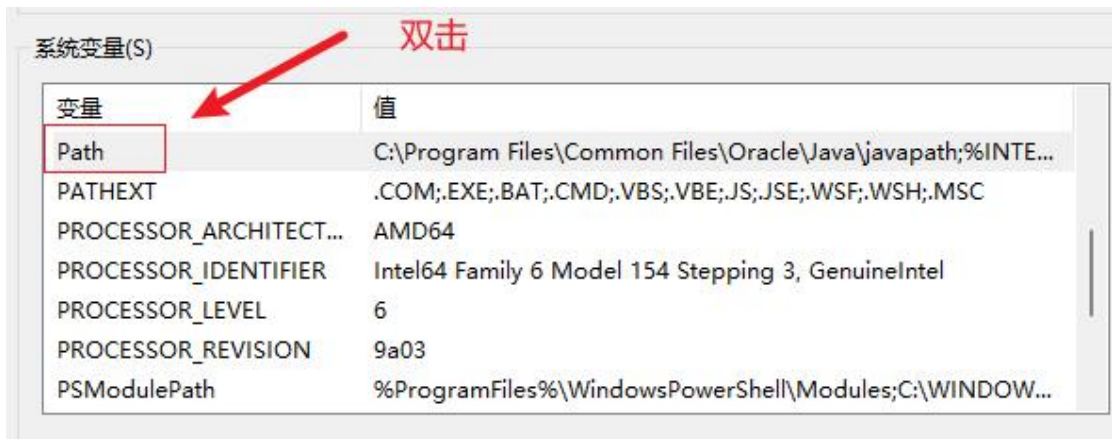 双击
系统变量(S)
变量 值
Path C:\Program Files\Common Files\Oracle\Java\javapath;%INTE...
PATHEXT .COM;.EXE;.BAT;.CMD;.VBS;.VBE;.JS;.JSE;.WSF;.WSH;.MSC
PROCESSOR_ARCHITECT... AMD64
PROCESSOR_IDENTIFIER Intel64 Family 6 Model 154 Stepping 3, GenuineIntel
PROCESSOR_LEVEL 6
PROCESSOR_REVISION 9a03
PSModulePath %ProgramFiles%\WindowsPowerShell\Modules;C:\WINDOW...